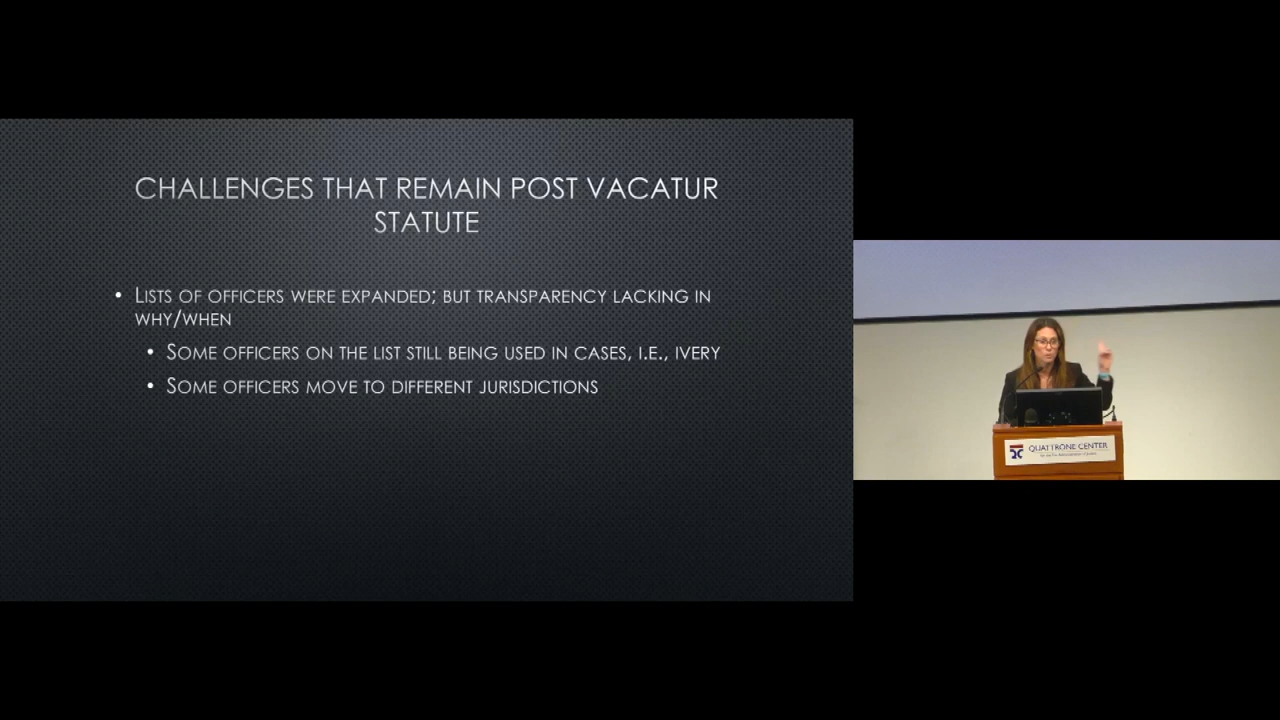 CHALLENGES THAT REMAIN POST VACATUR
STATUTE
• LISTS OF OFFICERS WERE EXPANDED; BUT TRANSPARENCY LACKING IN
WHY/WHEN
• SOME OFFICERS ON THE LIST STILL BEING USED IN CASES, I.E., IVERY
• SOME OFFICERS MOVE TO DIFFERENT JURISDICTIONS
QUATTRONE CENTER